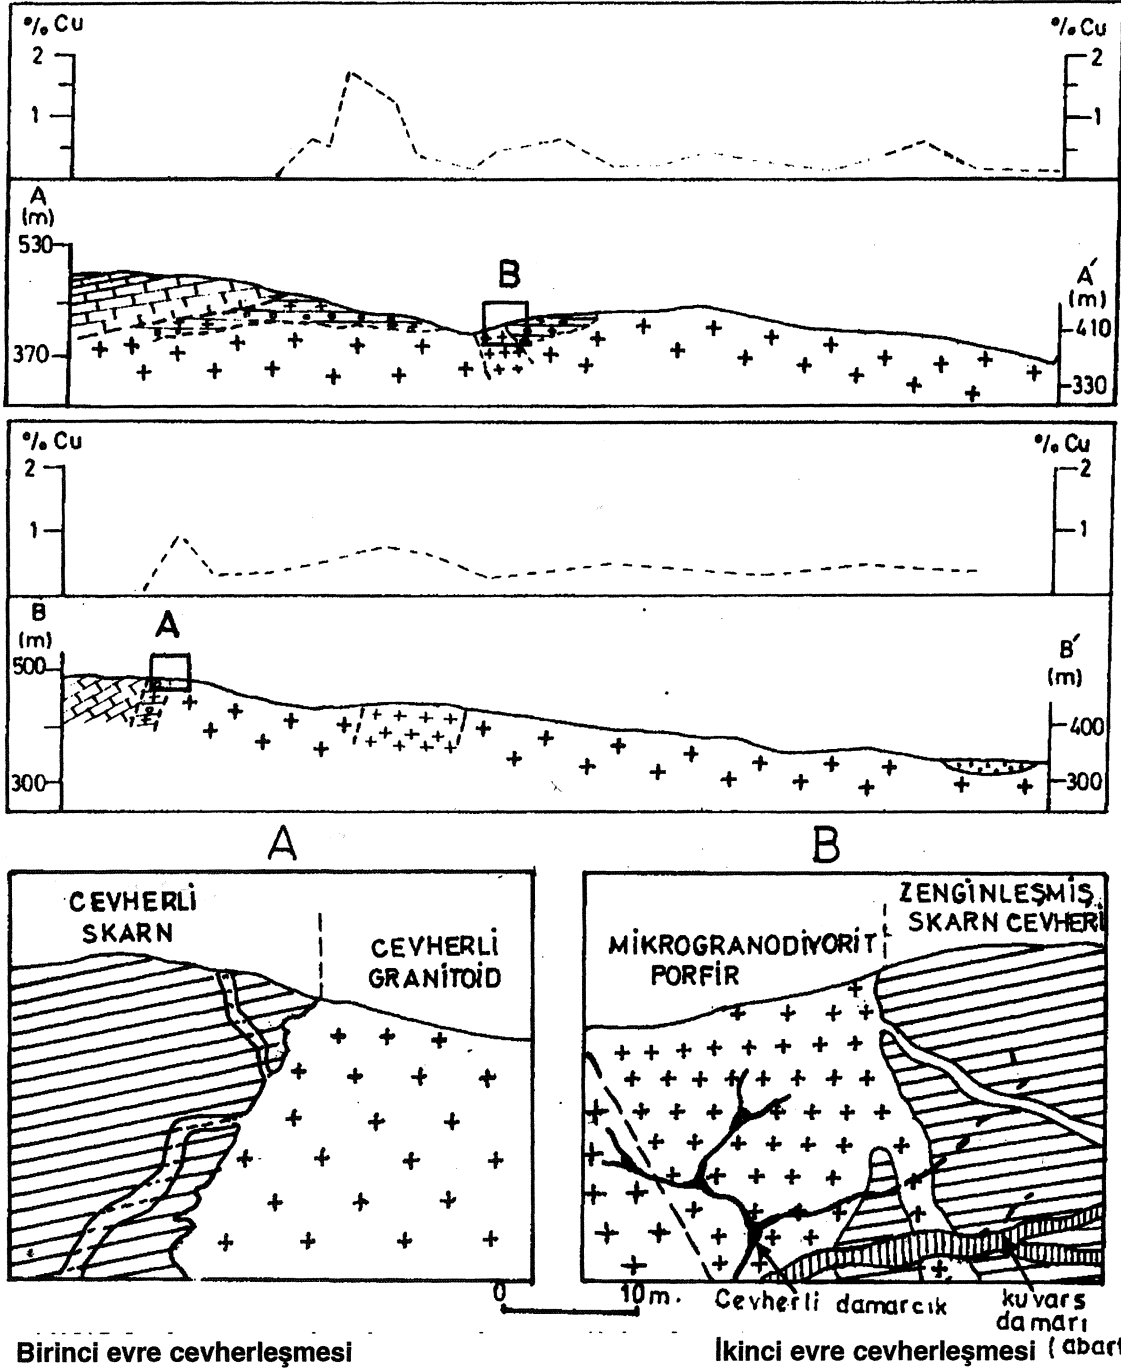 % Cu
% Cu
2
2
1
1
A
(m)
530
370
B
A´
(m)
410
330
% Cu
% Cu
2
2
1
1
B
(m)
500
300
A
B´
(m)
400
300
A
B
CEVHERLİ
SKARN
CEVHERLİ
GRANİTOİD
MİKROGRANODİYORİT
PORFİR
ZENGİNLEŞMİŞ
SKARN CEVHERİ
0
10 m.
Cevherli damarcık
kuvars
damarı
(abart
Birinci evre cevherleşmesi
İkinci evre cevherleşmesi